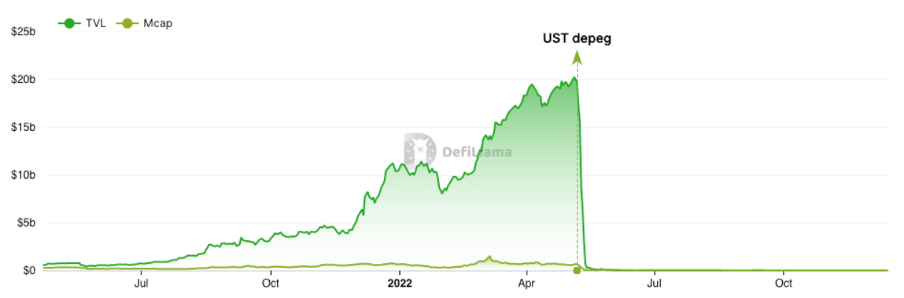 TVL Mcap
UST depeg
$25b
$20b
$15b
DefiLlama
$10b
$5b
$0
Jul Oct 2022 Apr Jul Oct